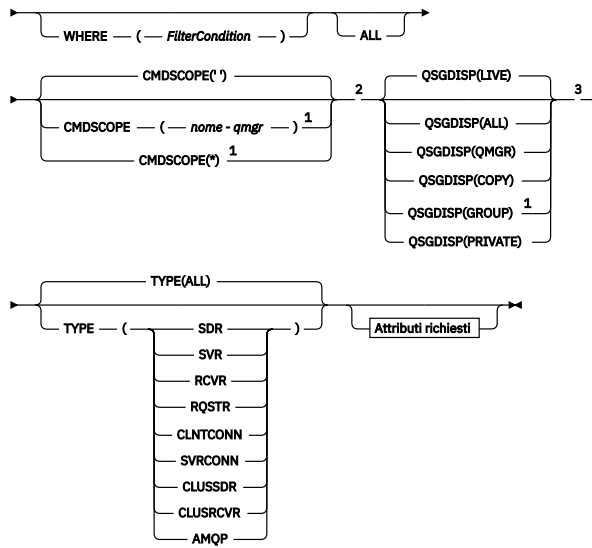 WHERE ( FilterCondition )
ALL
CMDSCOPE(' ')
CMDSCOPE ( nome - qmgr ) 1
CMDSCOPE(*) 1
2
QSGDISP(LIVE)
QSGDISP(ALL)
QSGDISP(QMGR)
QSGDISP(COPY)
QSGDISP(GROUP) 1
QSGDISP(PRIVATE)
3
TYPE(ALL)
TYPE ( SDR )
SVR
RCVR
RQSTR
CLNTCONN
SVRCONN
CLUSSDR
CLUSRCVR
AMQP
Attributi richiesti